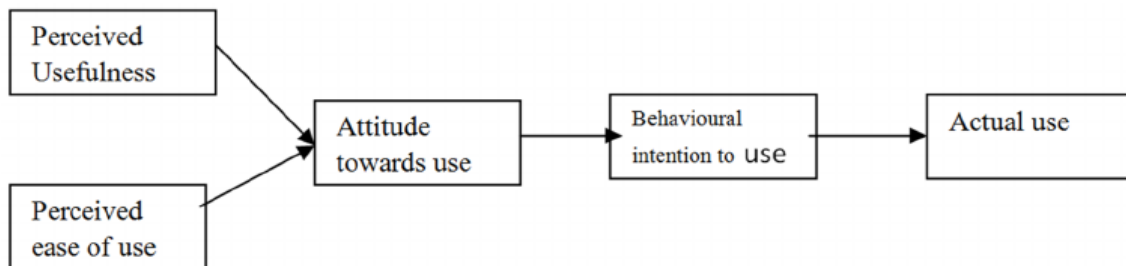 Perceived
Usefulness
Attitude
towards use
Behavioural
intention to use
Actual use
Perceived
ease of use